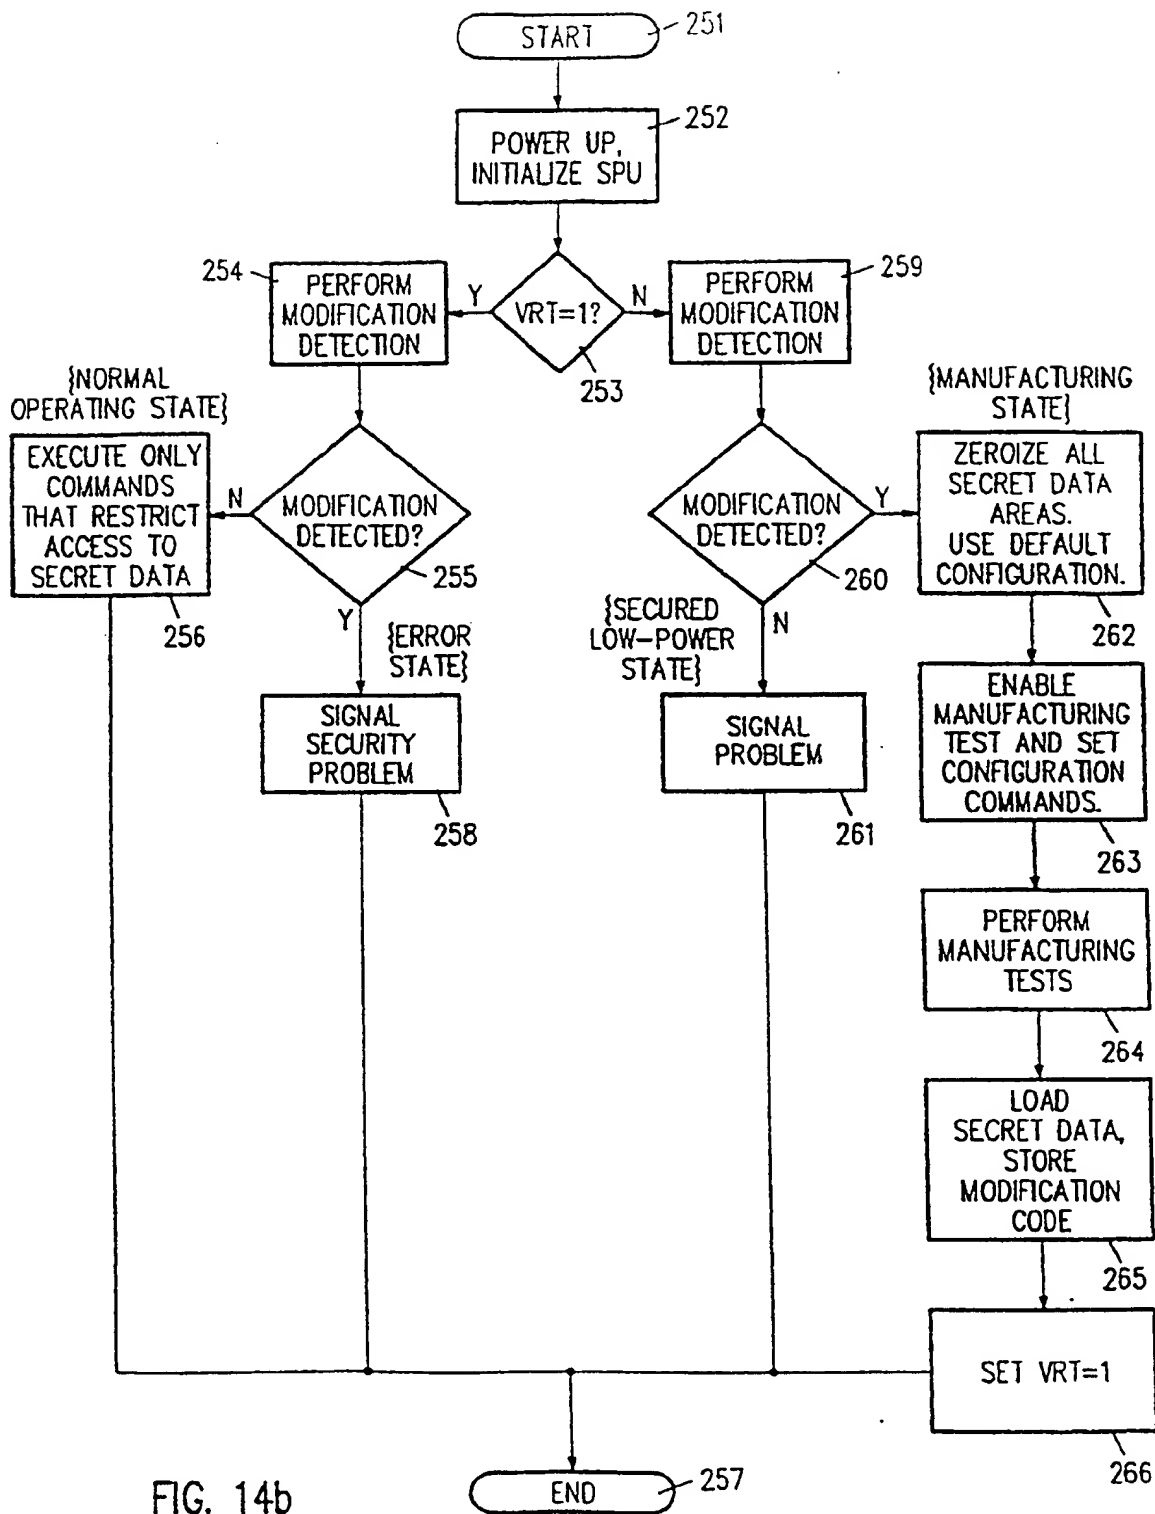 START
251
POWER UP,
INITIALIZE SPU
252
VRT=1?
253
Y
N
254
PERFORM
MODIFICATION
DETECTION
259
PERFORM
MODIFICATION
DETECTION
{NORMAL
OPERATING STATE}
EXECUTE ONLY
COMMANDS
THAT RESTRICT
ACCESS TO
SECRET DATA
256
N
MODIFICATION
DETECTED?
255
Y
{ERROR
STATE}
SIGNAL
SECURITY
PROBLEM
258
MODIFICATION
DETECTED?
260
Y
N
{SECURED
LOW-POWER
STATE}
SIGNAL
PROBLEM
261
{MANUFACTURING
STATE}
ZEROIZE ALL
SECRET DATA
AREAS.
USE DEFAULT
CONFIGURATION.
262
ENABLE
MANUFACTURING
TEST AND SET
CONFIGURATION
COMMANDS.
263
PERFORM
MANUFACTURING
TESTS
264
LOAD
SECRET DATA,
STORE
MODIFICATION
CODE
265
SET VRT=1
266
END
257
FIG. 14b